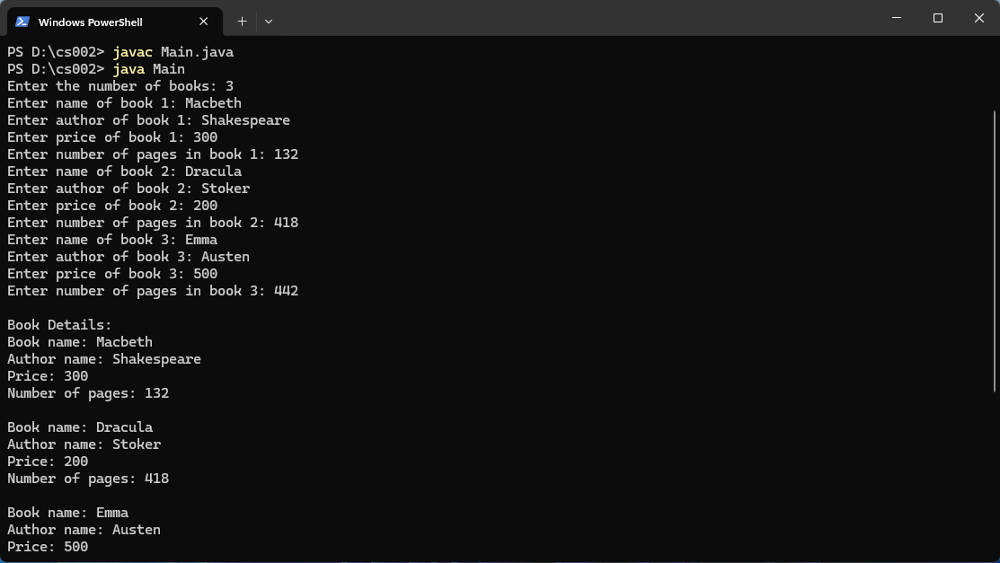 Windows PowerShell
PS D:\cs002> javac Main.java
PS D:\cs002> java Main
Enter the number of books: 3
Enter name of book 1: Macbeth
Enter author of book 1: Shakespeare
Enter price of book 1: 300
Enter number of pages in book 1: 132
Enter name of book 2: Dracula
Enter author of book 2: Stoker
Enter price of book 2: 200
Enter number of pages in book 2: 418
Enter name of book 3: Emma
Enter author of book 3: Austen
Enter price of book 3: 500
Enter number of pages in book 3: 442

Book Details:
Book name: Macbeth
Author name: Shakespeare
Price: 300
Number of pages: 132

Book name: Dracula
Author name: Stoker
Price: 200
Number of pages: 418

Book name: Emma
Author name: Austen
Price: 500